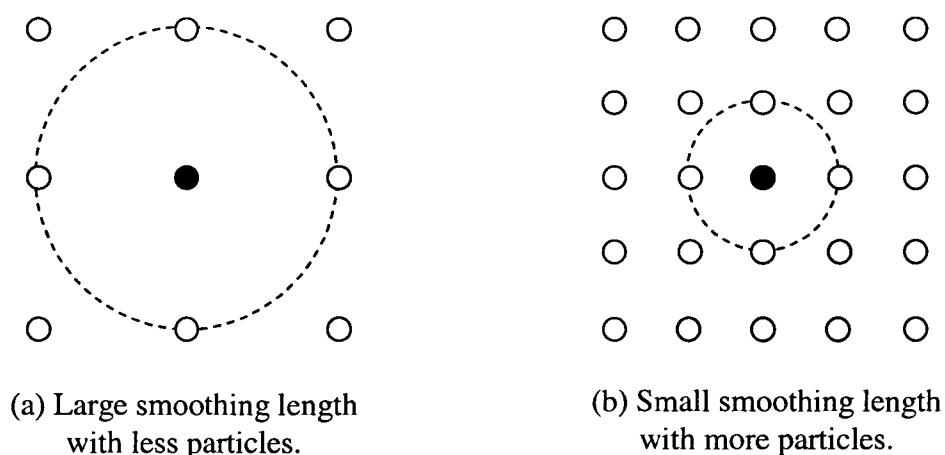 (a) Large smoothing length
with less particles.
(b) Small smoothing length
with more particles.